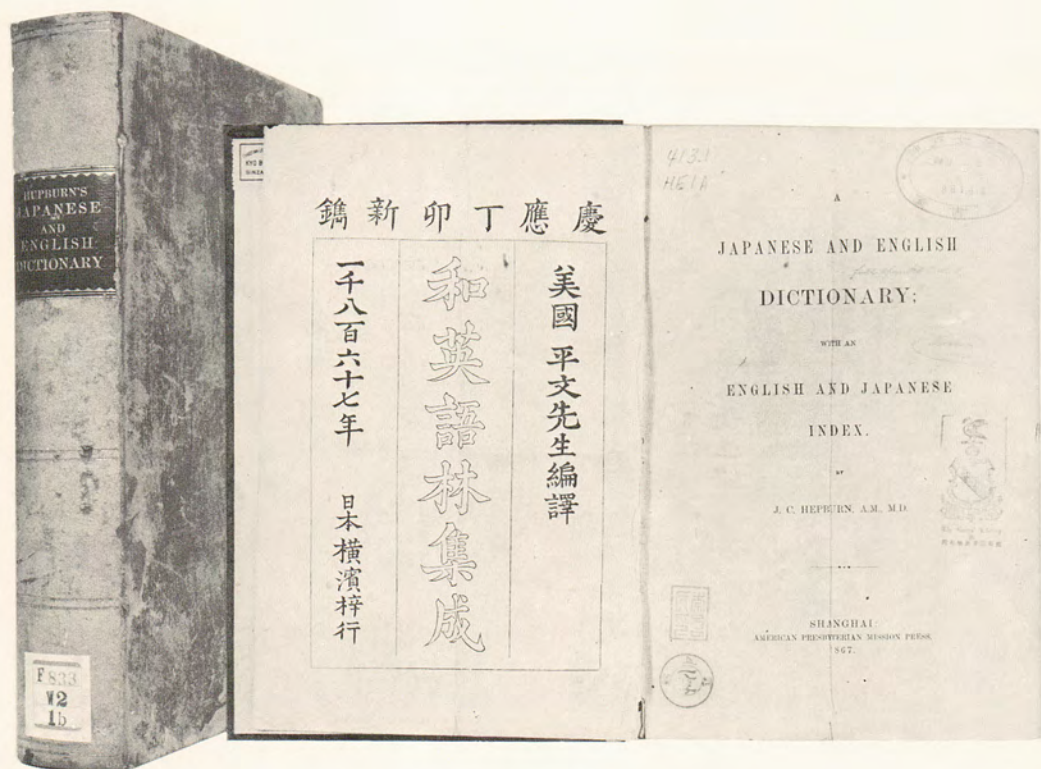 HEPBURN'S
JAPANESE
AND
ENGLISH
DICTIONARY
F 833
W2
1b
慶應丁卯新鐫
美國 平文先生編譯
和英語林集成
一千八百六十七年 日本橫濱梓行
A
JAPANESE AND ENGLISH
DICTIONARY;
WITH AN
ENGLISH AND JAPANESE
INDEX.
BY
J. C. HEPBURN, A.M., M.D.
SHANGHAI:
AMERICAN PRESBYTERIAN MISSION PRESS.
1867.